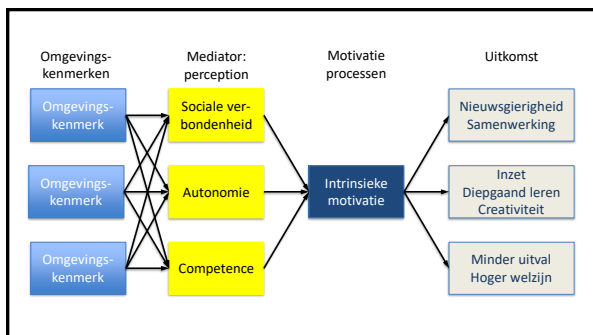 Omgevings-
kenmerken
Mediator:
perception
Motivatie
processen
Uitkomst
Omgevings-
kenmerk
Omgevings-
kenmerk
Omgevings-
kenmerk
Sociale ver-
bondenheid
Autonomie
Competence
Intrinsieke
motivatie
Nieuwsgierigheid
Samenwerking
Inzet
Diepgaand leren
Creativiteit
Minder uitval
Hoger welzijn